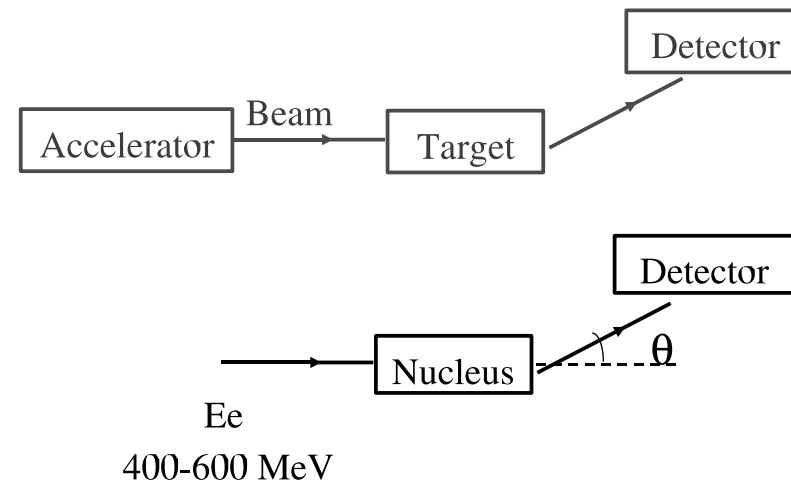 Detector
Beam
Accelerator
Target
Detector
Nucleus
θ
Ee
400-600 MeV